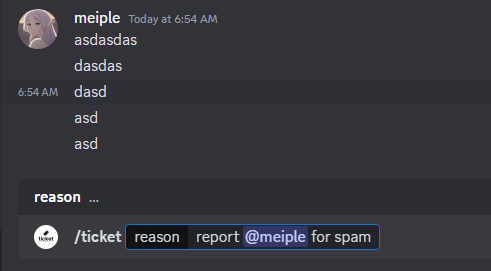 meiple Today at 6:54 AM
asdasdas
dasdas
6:54 AM dasd
asd
asd
reason ...
ticket /ticket reason report @meiple for spam